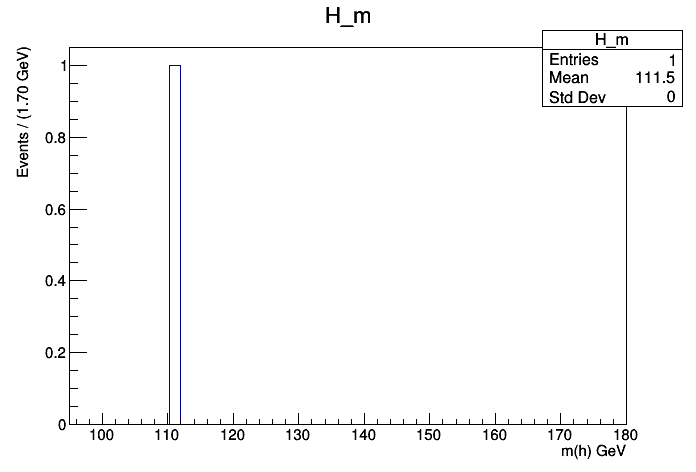 H_m
H_m
Entries 1
Mean 111.5
Std Dev 0
Events / (1.70 GeV)
1
0.8
0.6
0.4
0.2
0
100 110 120 130 140 150 160 170 180
m(h) GeV